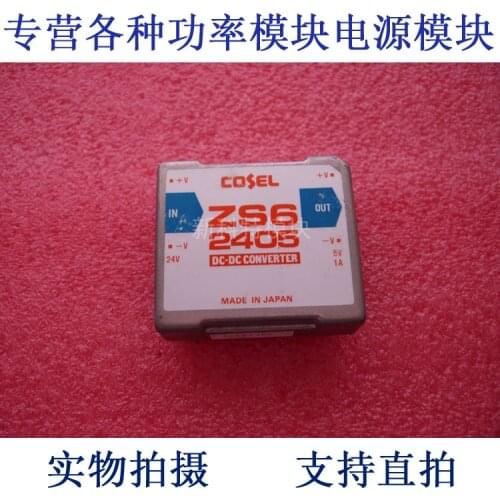 专营各种功率模块电源模块
COSEL
+V +V
IN OUT
ZS6
2405
-V -V
24V 5V
1A
DC-DC CONVERTER
MADE IN JAPAN
实物拍摄 支持直拍